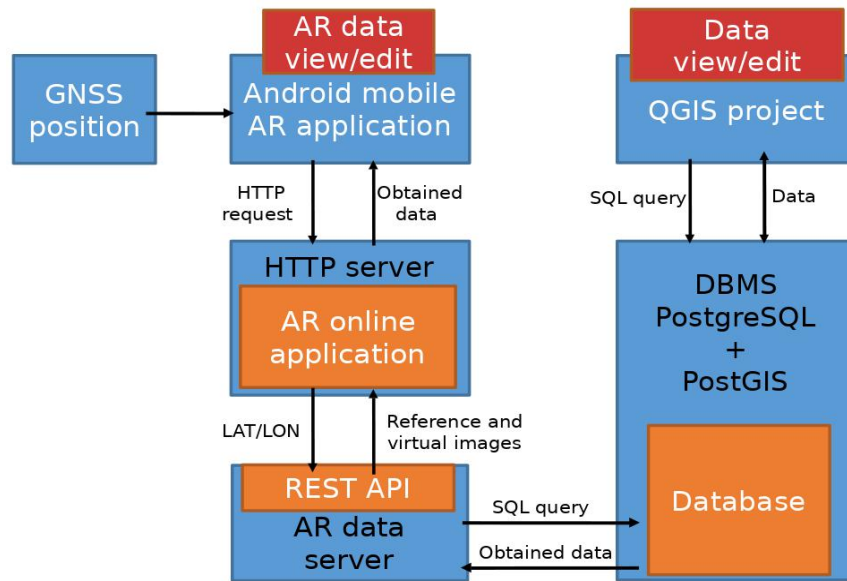 AR data
view/edit
Data
view/edit
GNSS
position
Android mobile
AR application
QGIS project
HTTP
request
Obtained
data
SQL query
Data
HTTP server
AR online
application
DBMS
PostgreSQL
+
PostGIS
LAT/LON
Reference and
virtual images
REST API
AR data
server
SQL query
Obtained data
Database